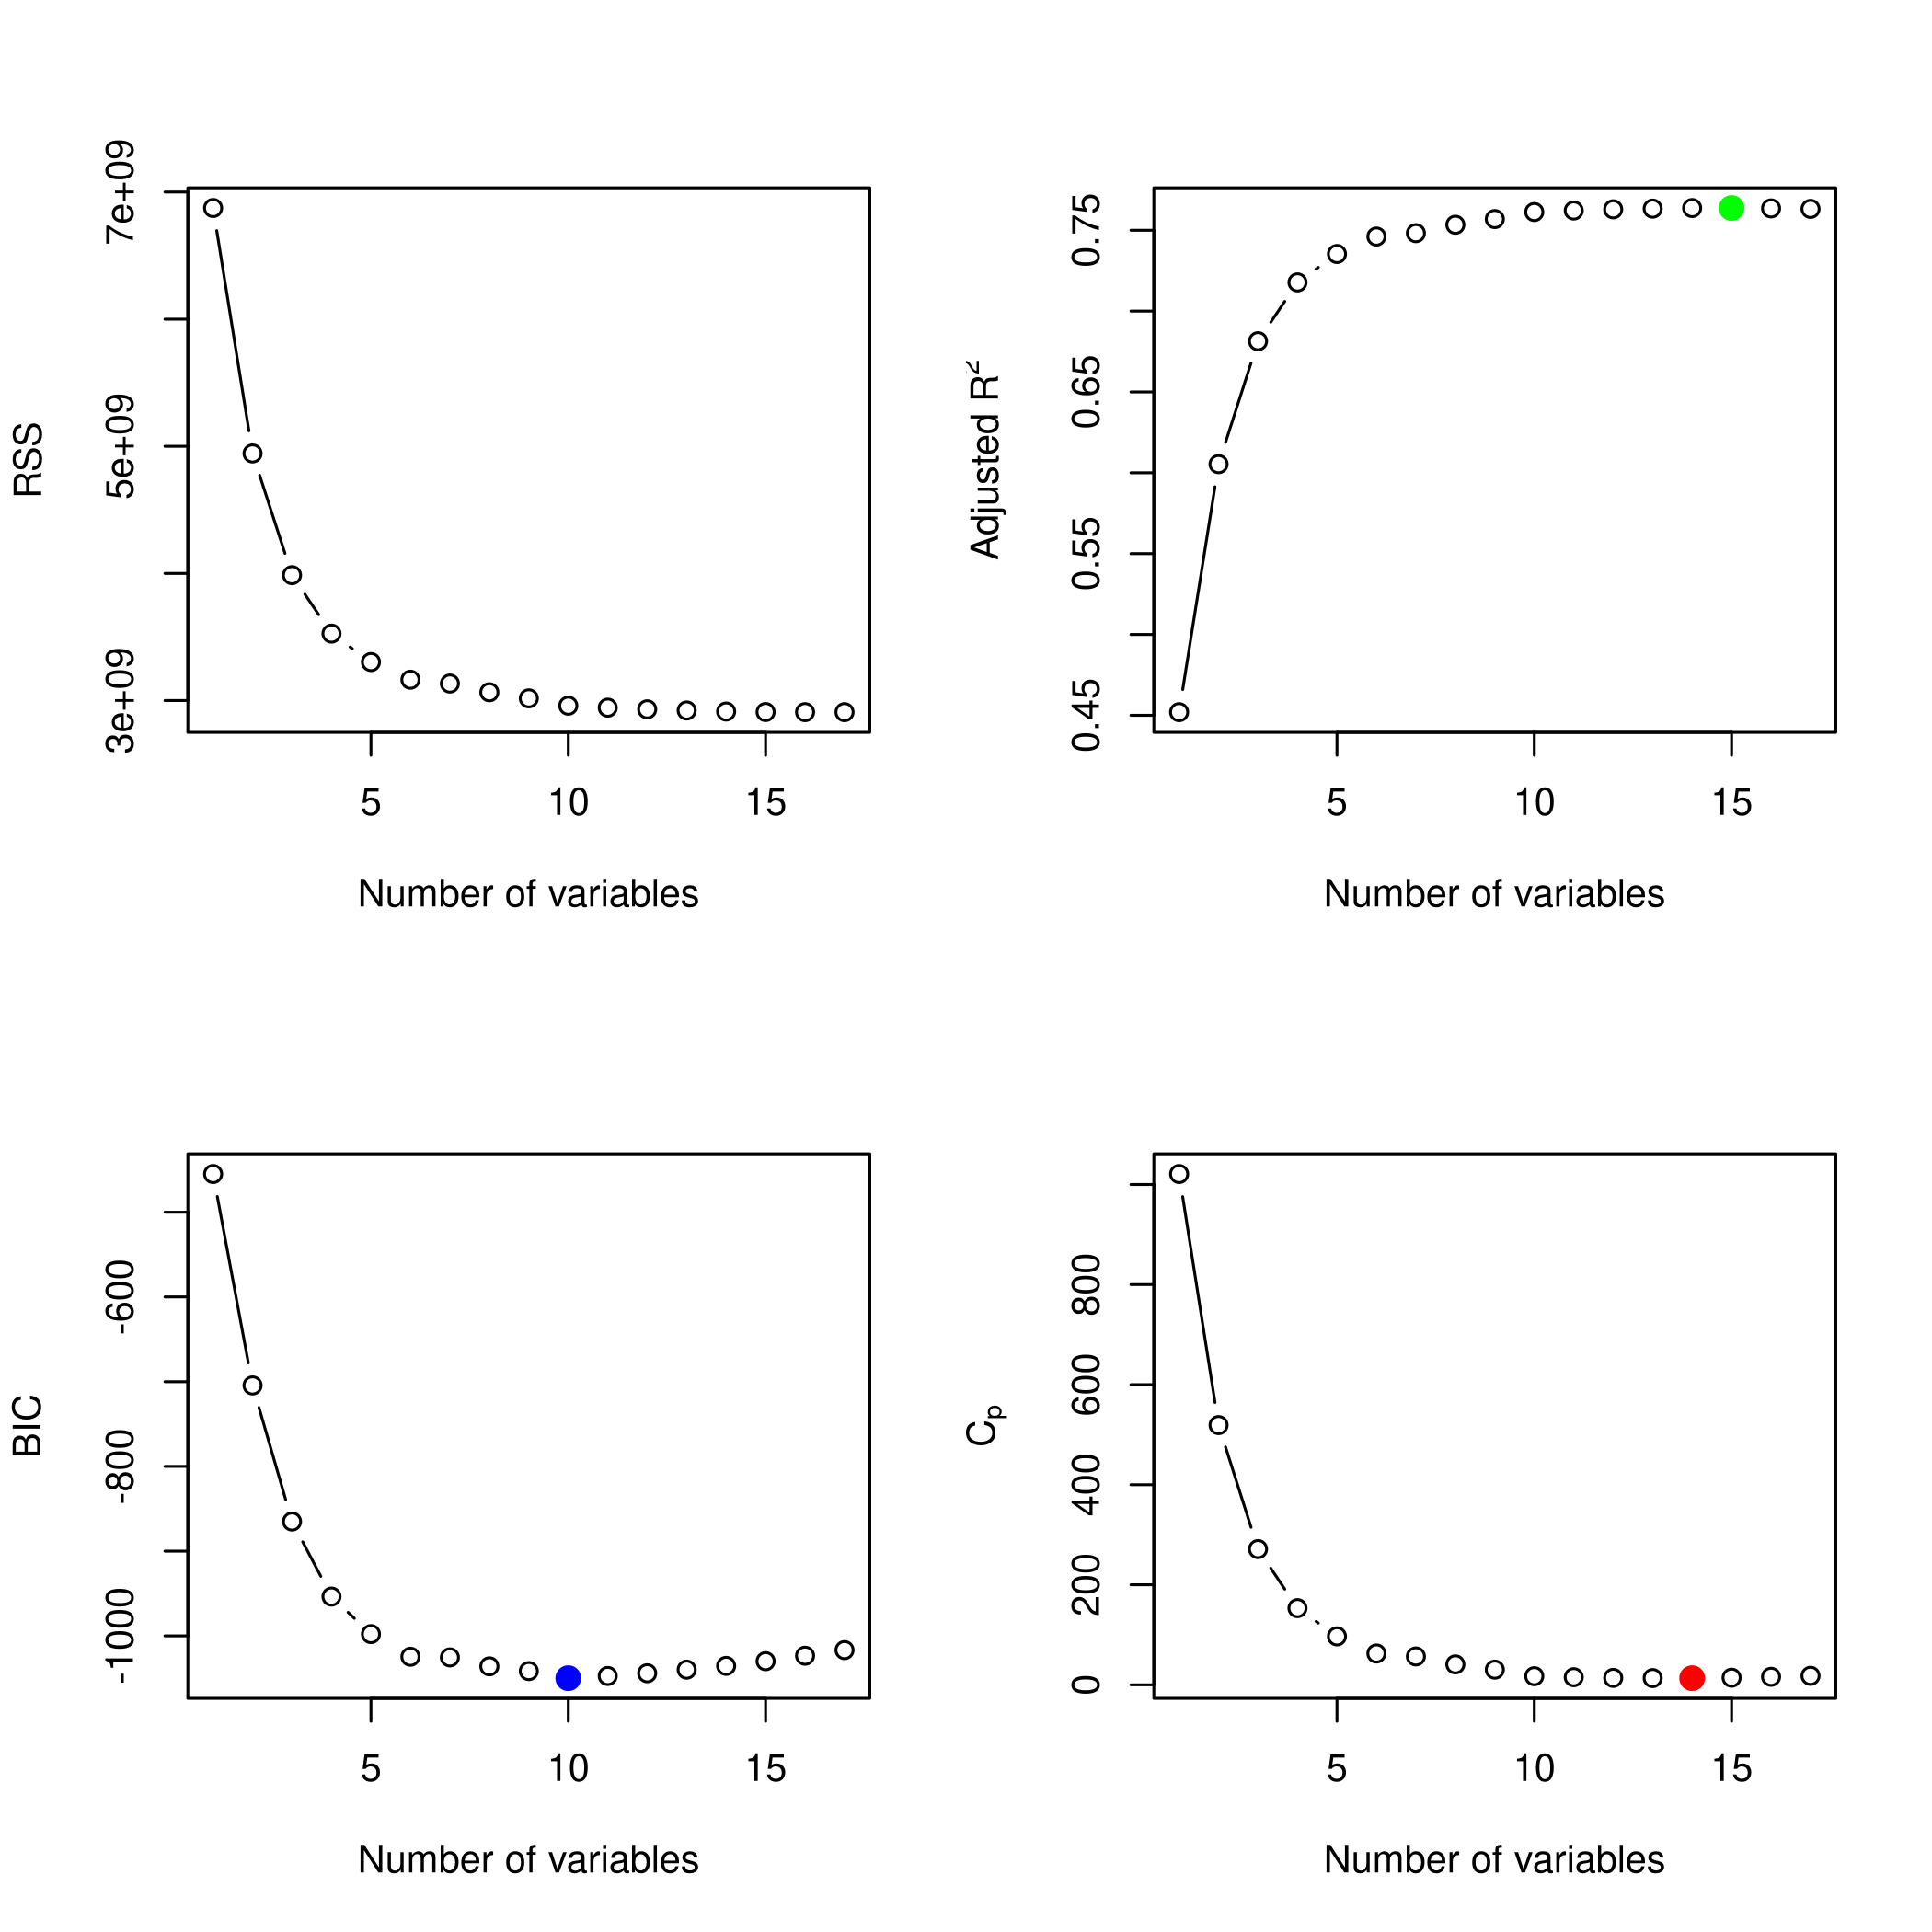 RSS
7e+09
5e+09
3e+09
5 10 15
Number of variables
Adjusted R²
0.75
0.65
0.55
0.45
5 10 15
Number of variables
BIC
-600
-800
-1000
5 10 15
Number of variables
Cp
800
600
400
200
0
5 10 15
Number of variables